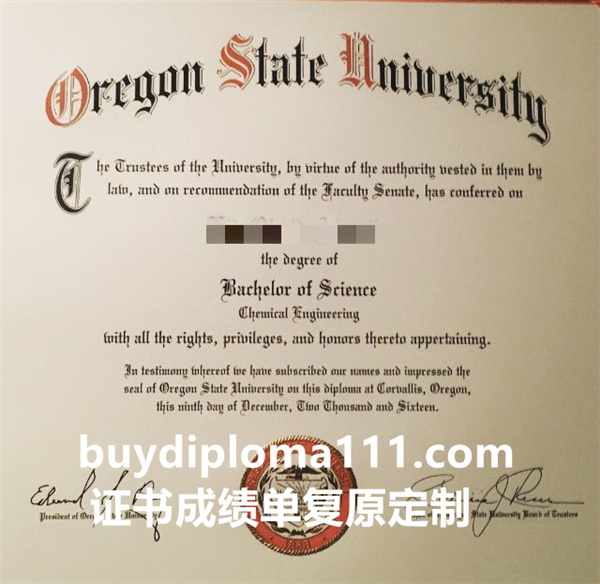 Oregon State University
The Trustees of the University, by virtue of the authority vested in them by
law, and on recommendation of the Faculty Senate, has conferred on
the degree of
Bachelor of Science
Chemical Engineering
with all the rights, privileges, and honors thereto appertaining.
In testimony whereof we have subscribed our names and impressed the
seal of Oregon State University on this diploma at Corvallis, Oregon,
this ninth day of December, Two Thousand and Sixteen.
buydiploma111.com
证书成绩单复原定制
President of State University Board of Trustees